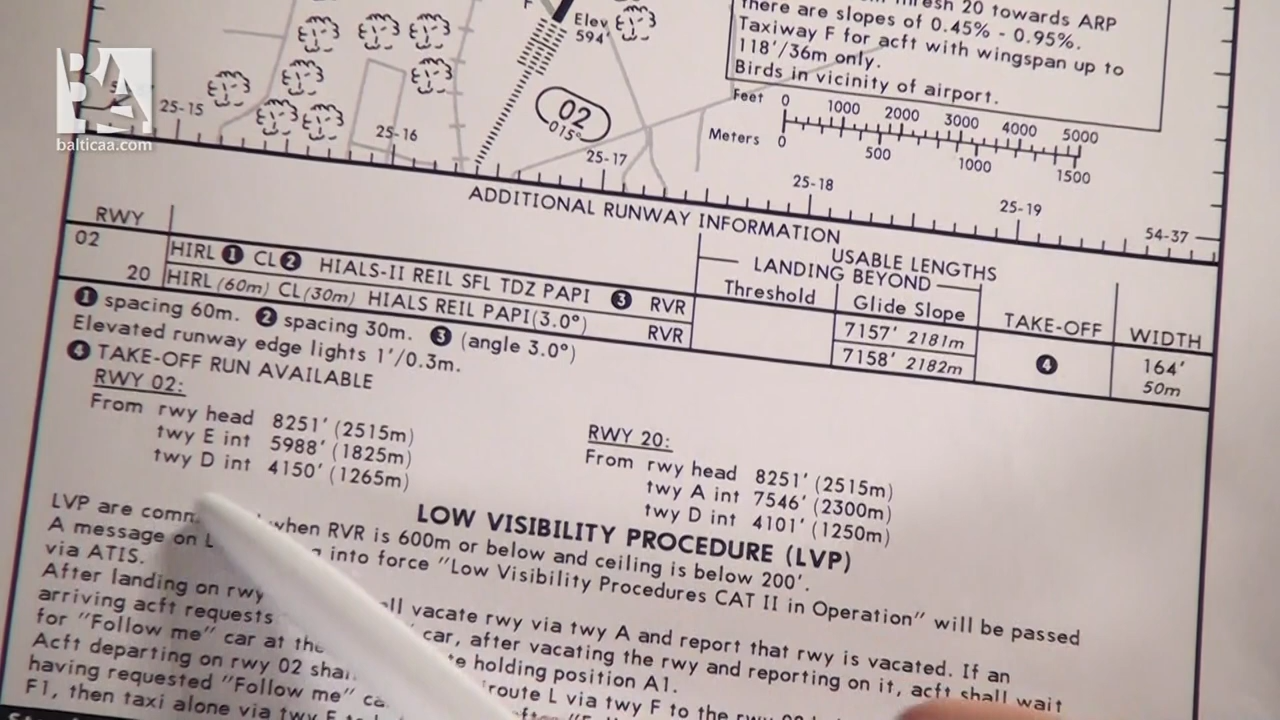 BA
balticaa.com
thresh 20 towards ARP
there are slopes of 0.45% - 0.95%.
Taxiway F for acft with wingspan up to
118'/36m only.
Birds in vicinity of airport.
F
Elev
594'
02
015°
Feet 0 1000 2000 3000 4000 5000
Meters 0 500 1000 1500
25-15
25-16
25-17
25-18
25-19
54-37
ADDITIONAL RUNWAY INFORMATION
USABLE LENGTHS
LANDING BEYOND
RWY Threshold Glide Slope TAKE-OFF WIDTH
02 HIRL ❶ CL ❷ HIALS-II REIL SFL TDZ PAPI ❸ RVR 7157' 2181m ❹ 164'
20 HIRL (60m) CL (30m) HIALS REIL PAPI (3.0°) RVR 7158' 2182m 50m
❶ spacing 60m. ❷ spacing 30m. ❸ (angle 3.0°)
Elevated runway edge lights 1'/0.3m.
❹ TAKE-OFF RUN AVAILABLE
RWY 02:
From rwy head 8251' (2515m)
twy E int 5988' (1825m)
twy D int 4150' (1265m)
RWY 20:
From rwy head 8251' (2515m)
twy A int 7546' (2300m)
twy D int 4101' (1250m)
LOW VISIBILITY PROCEDURE (LVP)
LVP are when RVR is 600m or below and ceiling is below 200'.
A message on into force "Low Visibility Procedures CAT II in Operation" will be passed
via ATIS.
After landing on rwy vacate rwy via twy A and report that rwy is vacated. If an
arriving acft requests car, after vacating the rwy and reporting on it, acft shall wait
for "Follow me" car at the holding position A1.
Acft departing on rwy 02 route L via twy F to the rwy
having requested "Follow me"
F1, then taxi alone via twy